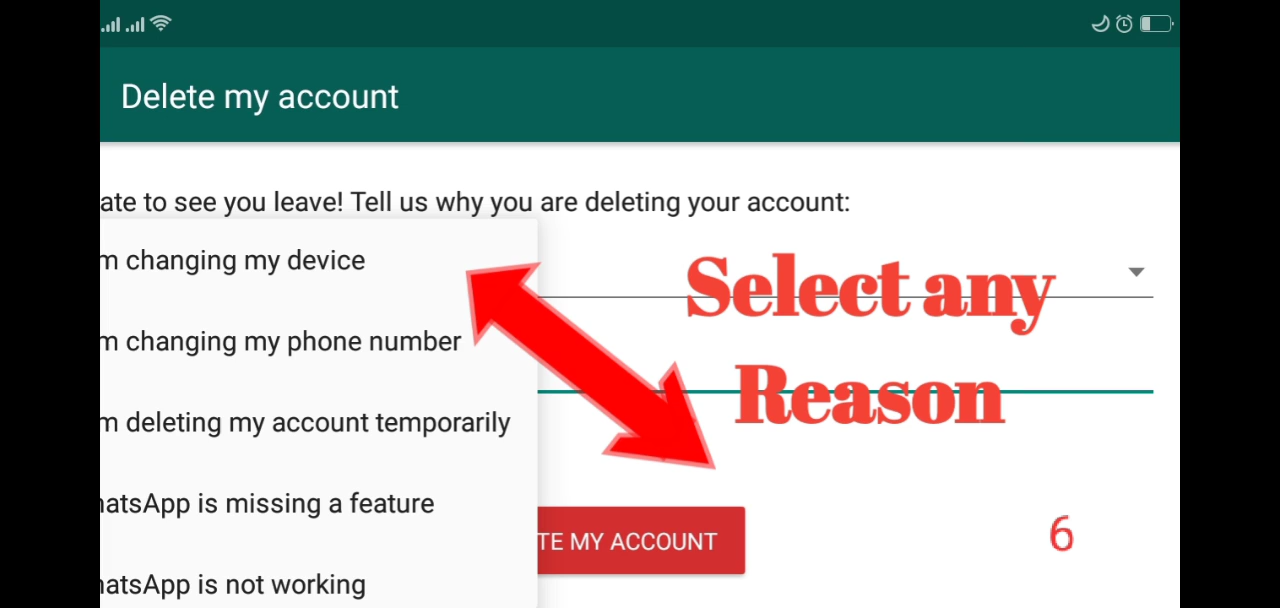 Delete my account
ate to see you leave! Tell us why you are deleting your account:
m changing my device
m changing my phone number
m deleting my account temporarily
hatsApp is missing a feature
hatsApp is not working
Select any
Reason
TE MY ACCOUNT
6